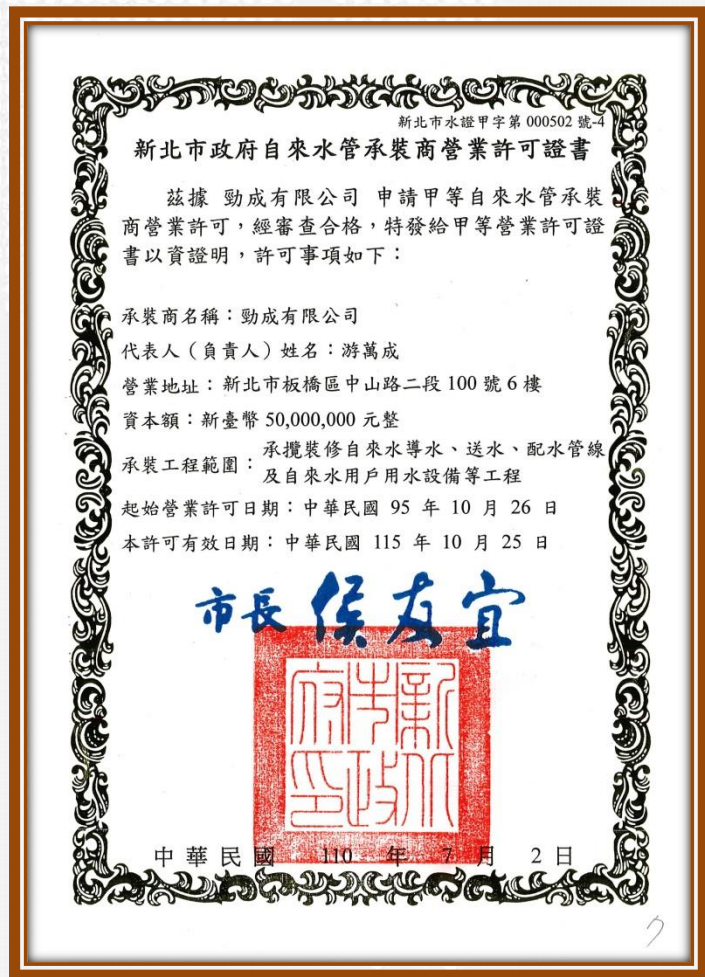 新北市水證甲字第 000502 號-4
新北市政府自來水管承裝商營業許可證書
茲據 勁成有限公司 申請甲等自來水管承裝
商營業許可，經審查合格，特發給甲等營業許可證
書以資證明，許可事項如下：
承裝商名稱：勁成有限公司
代表人（負責人）姓名：游萬成
營業地址：新北市板橋區中山路二段 100 號 6 樓
資本額：新臺幣 50,000,000 元整
承裝工程範圍：承攬裝修自來水導水、送水、配水管線
及自來水用戶用水設備等工程
起始營業許可日期：中華民國 95 年 10 月 26 日
本許可有效日期：中華民國 115 年 10 月 25 日
市長 侯友宜
新北市政府印
中華民國 110 年 7 月 2 日